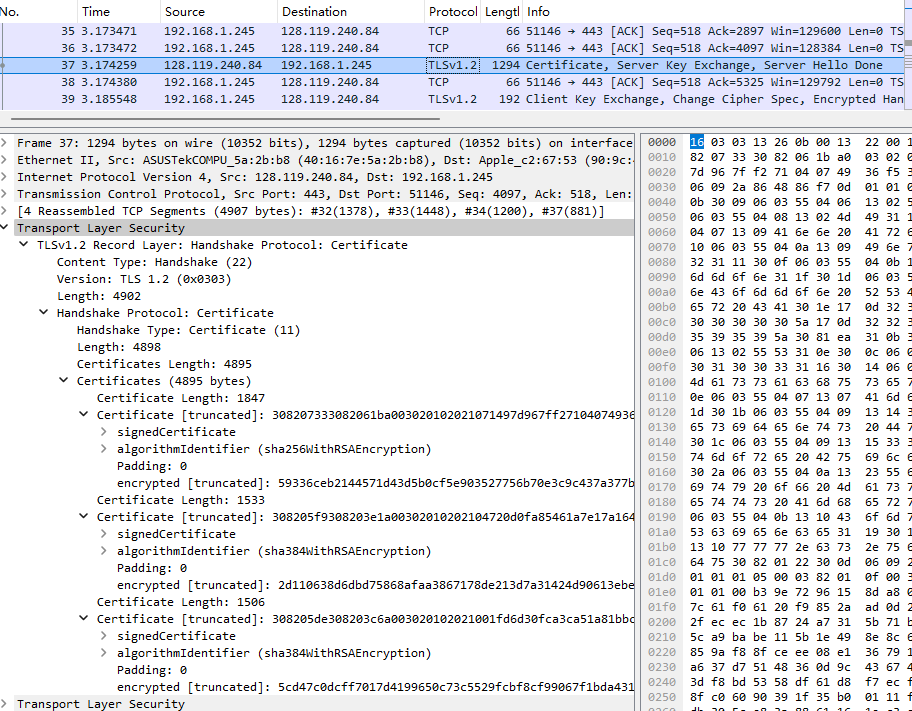 No. Time Source Destination Protocol Lengtl Info
35 3.173471 192.168.1.245 128.119.240.84 TCP 66 51146 → 443 [ACK] Seq=518 Ack=2897 Win=129600 Len=0 TS
36 3.173472 192.168.1.245 128.119.240.84 TCP 66 51146 → 443 [ACK] Seq=518 Ack=4097 Win=128384 Len=0 TS
37 3.174259 128.119.240.84 192.168.1.245 TLSv1.2 1294 Certificate, Server Key Exchange, Server Hello Done
38 3.174380 192.168.1.245 128.119.240.84 TCP 66 51146 → 443 [ACK] Seq=518 Ack=5325 Win=129792 Len=0 TS
39 3.185548 192.168.1.245 128.119.240.84 TLSv1.2 192 Client Key Exchange, Change Cipher Spec, Encrypted Han
Frame 37: 1294 bytes on wire (10352 bits), 1294 bytes captured (10352 bits) on interface
Ethernet II, Src: ASUSTekCOMPU_5a:2b:b8 (40:16:7e:5a:2b:b8), Dst: Apple_c2:67:53 (90:9c:
Internet Protocol Version 4, Src: 128.119.240.84, Dst: 192.168.1.245
Transmission Control Protocol, Src Port: 443, Dst Port: 51146, Seq: 4097, Ack: 518, Len:
[4 Reassembled TCP Segments (4907 bytes): #32(1378), #33(1448), #34(1200), #37(881)]
Transport Layer Security
TLSv1.2 Record Layer: Handshake Protocol: Certificate
Content Type: Handshake (22)
Version: TLS 1.2 (0x0303)
Length: 4902
Handshake Protocol: Certificate
Handshake Type: Certificate (11)
Length: 4898
Certificates Length: 4895
Certificates (4895 bytes)
Certificate Length: 1847
Certificate [truncated]: 308207333082061ba003020102021071497d967ff27104074936
signedCertificate
algorithmIdentifier (sha256WithRSAEncryption)
Padding: 0
encrypted [truncated]: 59336ceb2144571d43d5b0cf5e903527756b70e3c9c437a377b
Certificate Length: 1533
Certificate [truncated]: 308205f9308203e1a00302010202104720d0fa85461a7e17a164
signedCertificate
algorithmIdentifier (sha384WithRSAEncryption)
Padding: 0
encrypted [truncated]: 2d110638d6dbd75868afaa3867178de213d7a31424d90613ebe
Certificate Length: 1506
Certificate [truncated]: 308205de308203c6a003020102021001fd6d30fca3ca51a81bbc
signedCertificate
algorithmIdentifier (sha384WithRSAEncryption)
Padding: 0
encrypted [truncated]: 5cd47c0dcff7017d4199650c73c5529fcbf8cf99067f1bda431
Transport Layer Security
0000 16 03 03 13 26 0b 00 13 22 00 1
0010 82 07 33 30 82 06 1b a0 03 02 0
0020 7d 96 7f f2 71 04 07 49 36 f5 3
0030 06 09 2a 86 48 86 f7 0d 01 01 0
0040 0b 30 09 06 03 55 04 06 13 02 5
0050 06 03 55 04 08 13 02 4d 49 31 1
0060 04 07 13 09 41 6e 6e 20 41 72 6
0070 10 06 03 55 04 0a 13 09 49 6e 7
0080 32 31 11 30 0f 06 03 55 04 0b 1
0090 6d 6d 6f 6e 31 1f 30 1d 06 03 5
00a0 6e 43 6f 6d 6d 6f 6e 20 52 53 4
00b0 65 72 20 43 41 30 1e 17 0d 32 3
00c0 30 30 30 30 30 5a 17 0d 32 32 3
00d0 35 39 35 39 5a 30 81 ea 31 0b 3
00e0 06 13 02 55 53 31 0e 30 0c 06 0
00f0 30 31 30 30 33 31 16 30 14 06 0
0100 4d 61 73 73 61 63 68 75 73 65 7
0110 0e 06 03 55 04 07 13 07 41 6d 6
0120 1d 30 1b 06 03 55 04 09 13 14 3
0130 65 73 69 64 65 6e 74 73 20 44 7
0140 30 1c 06 03 55 04 09 13 15 33 3
0150 74 6d 6f 72 65 20 42 75 69 6c 6
0160 30 2a 06 03 55 04 0a 13 23 55 6
0170 69 74 79 20 6f 66 20 4d 61 73 7
0180 65 74 74 73 20 41 6d 68 65 72 7
0190 06 03 55 04 0b 13 10 43 6f 6d 7
01a0 53 63 69 65 6e 63 65 31 19 30 1
01b0 13 10 77 77 77 2e 63 73 2e 75 6
01c0 64 75 30 82 01 22 30 0d 06 09 2
01d0 01 01 01 05 00 03 82 01 0f 00 3
01e0 01 01 00 b3 9e 72 96 15 8d a8 0
01f0 7c 61 f0 61 20 f9 85 2a ad 0d 2
0200 2f ec ec 1b 87 24 a7 31 5b 71 b
0210 5c a9 ba be 11 5b 1e 49 8e 8c 6
0220 85 9a f8 8f ce ee 08 e1 36 79 1
0230 a6 37 d7 51 48 36 0d 9c 43 67 4
0240 3d f8 bd 53 58 df 61 d8 f7 ec f
0250 8f c0 60 90 39 1f 35 b0 01 11 f